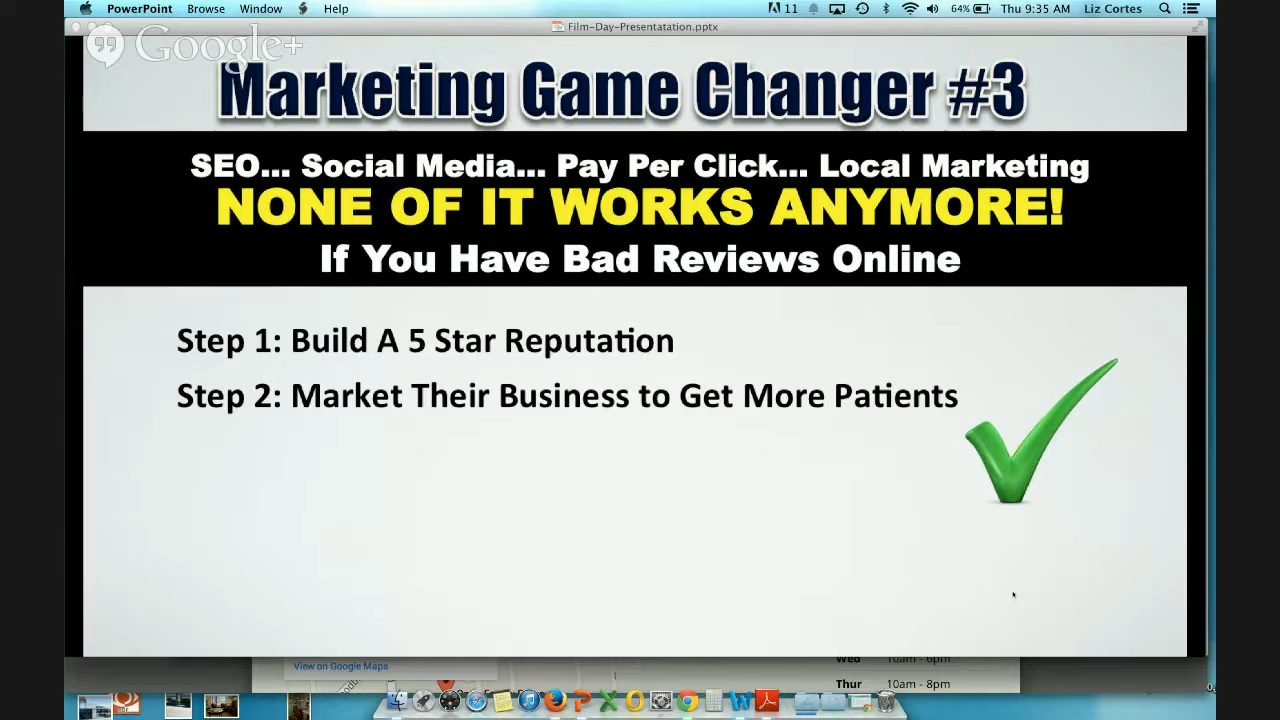 PowerPoint Browse Window Help 11 64% Thu 9:35 AM Liz Cortes
Film-Day-Presentatation.pptx
Google+
Marketing Game Changer #3
SEO... Social Media... Pay Per Click... Local Marketing
NONE OF IT WORKS ANYMORE!
If You Have Bad Reviews Online
Step 1: Build A 5 Star Reputation
Step 2: Market Their Business to Get More Patients
View on Google Maps
Wed 10am - 6pm
Thur 10am - 8pm